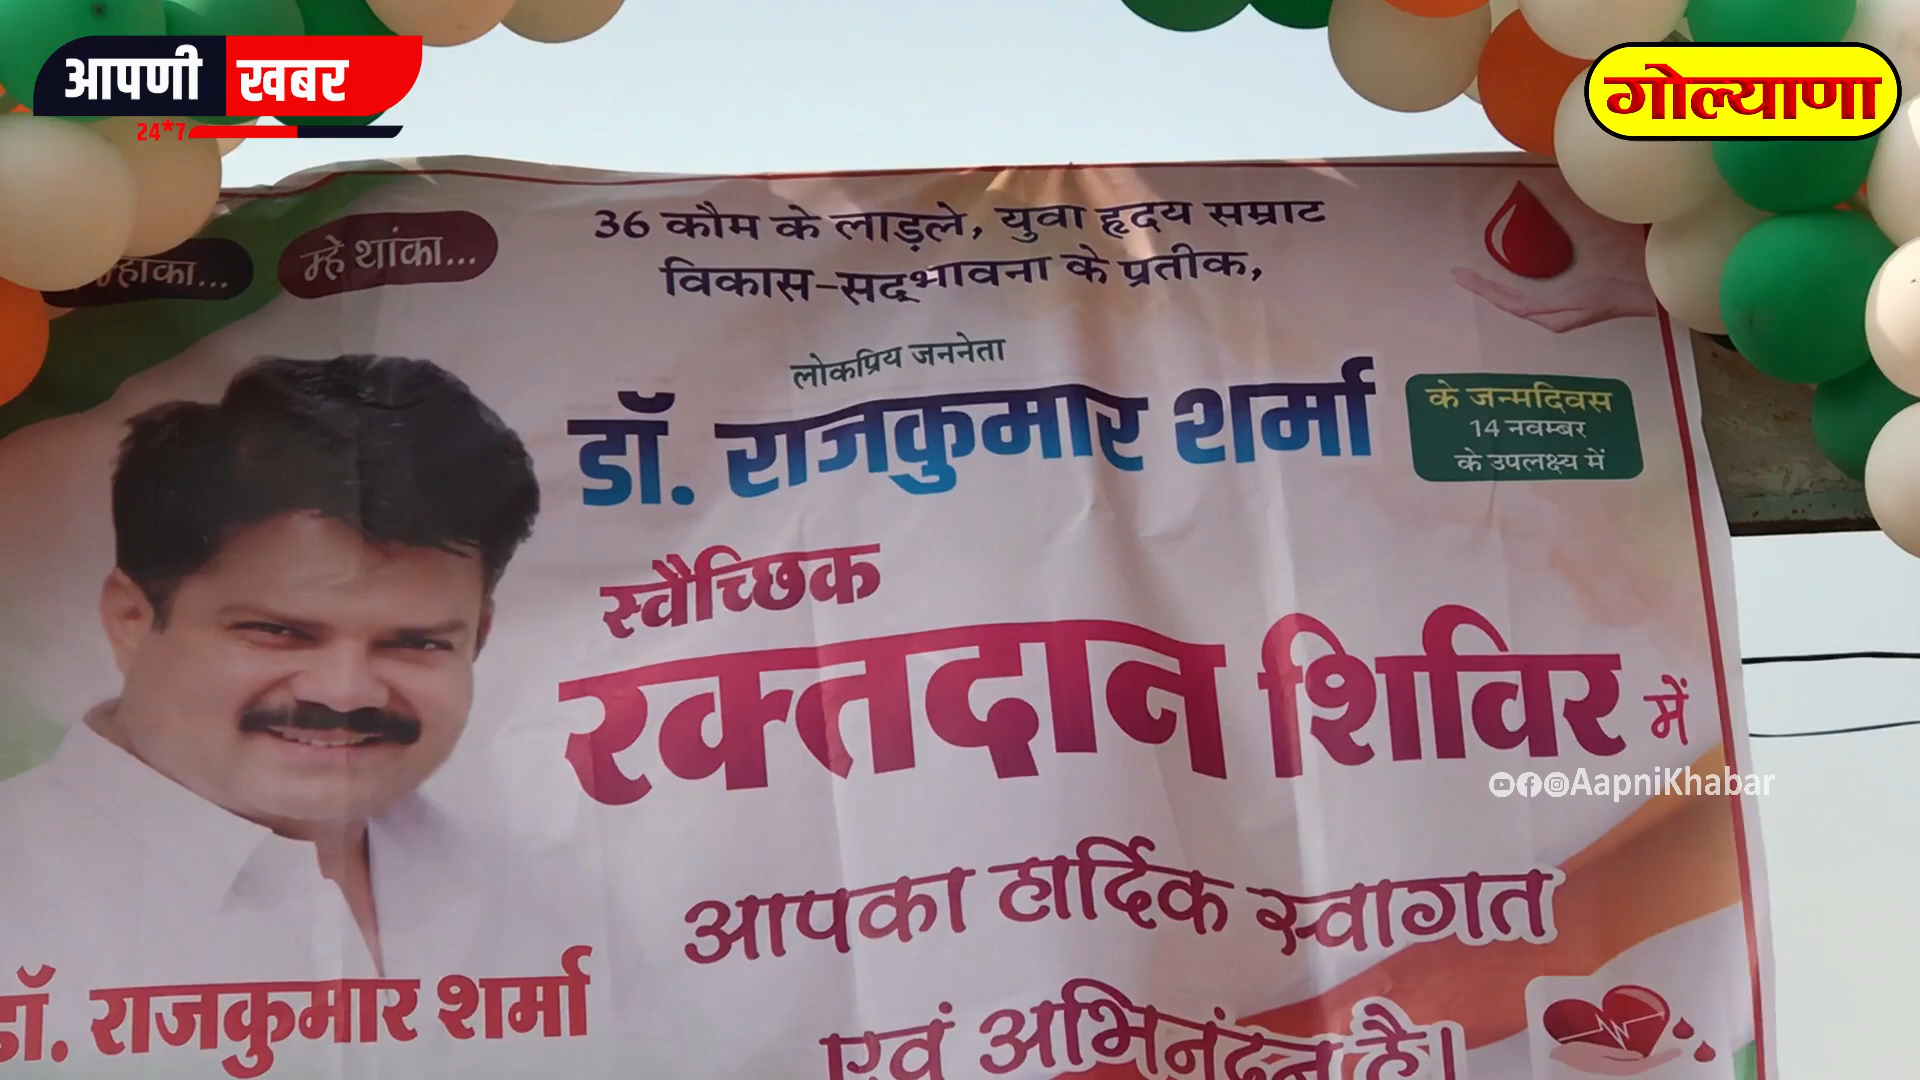 आपणी खबर
24*7
गोल्याणा
म्हे थांका...
36 कौम के लाड़ले, युवा हृदय सम्राट
विकास-सद्भावना के प्रतीक,
लोकप्रिय जननेता
डॉ. राजकुमार शर्मा
के जन्मदिवस
14 नवम्बर
के उपलक्ष्य में
स्वैच्छिक
रक्तदान शिविर में
AapniKhabar
आपका हार्दिक स्वागत
एवं अभिनंदन है।
डॉ. राजकुमार शर्मा